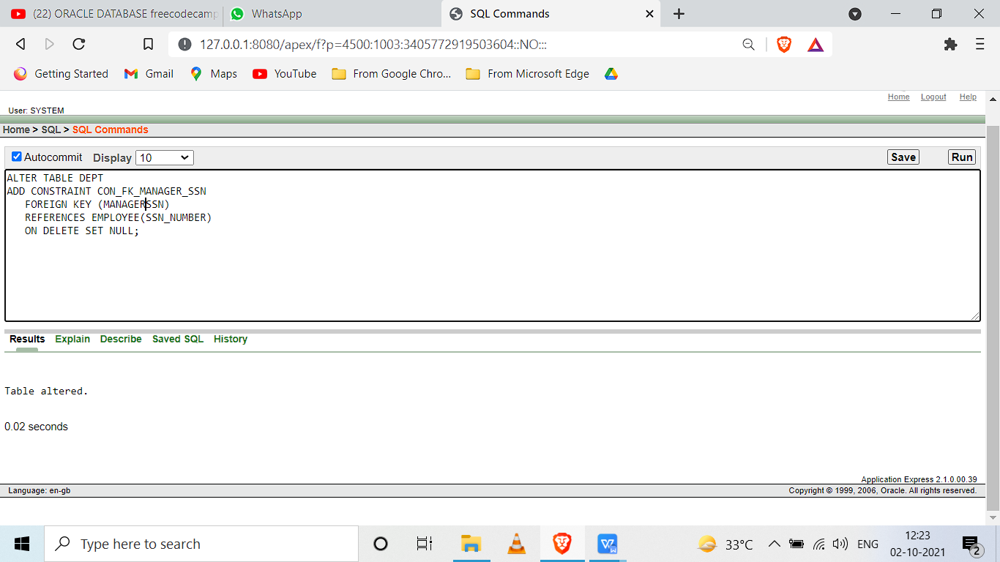 (22) ORACLE DATABASE freecodecamp
WhatsApp
SQL Commands
127.0.0.1:8080/apex/f?p=4500:1003:3405772919503604::NO:::
Getting Started
Gmail
Maps
YouTube
From Google Chro...
From Microsoft Edge
Home Logout Help
User: SYSTEM
Home > SQL > SQL Commands
Autocommit Display 10
Save Run
ALTER TABLE DEPT
ADD CONSTRAINT CON_FK_MANAGER_SSN
FOREIGN KEY (MANAGERSSN)
REFERENCES EMPLOYEE(SSN_NUMBER)
ON DELETE SET NULL;
Results Explain Describe Saved SQL History
Table altered.
0.02 seconds
Application Express 2.1.0.00.39
Language: en-gb
Copyright © 1999, 2006, Oracle. All rights reserved.
Type here to search
33°C
ENG
12:23
02-10-2021
2